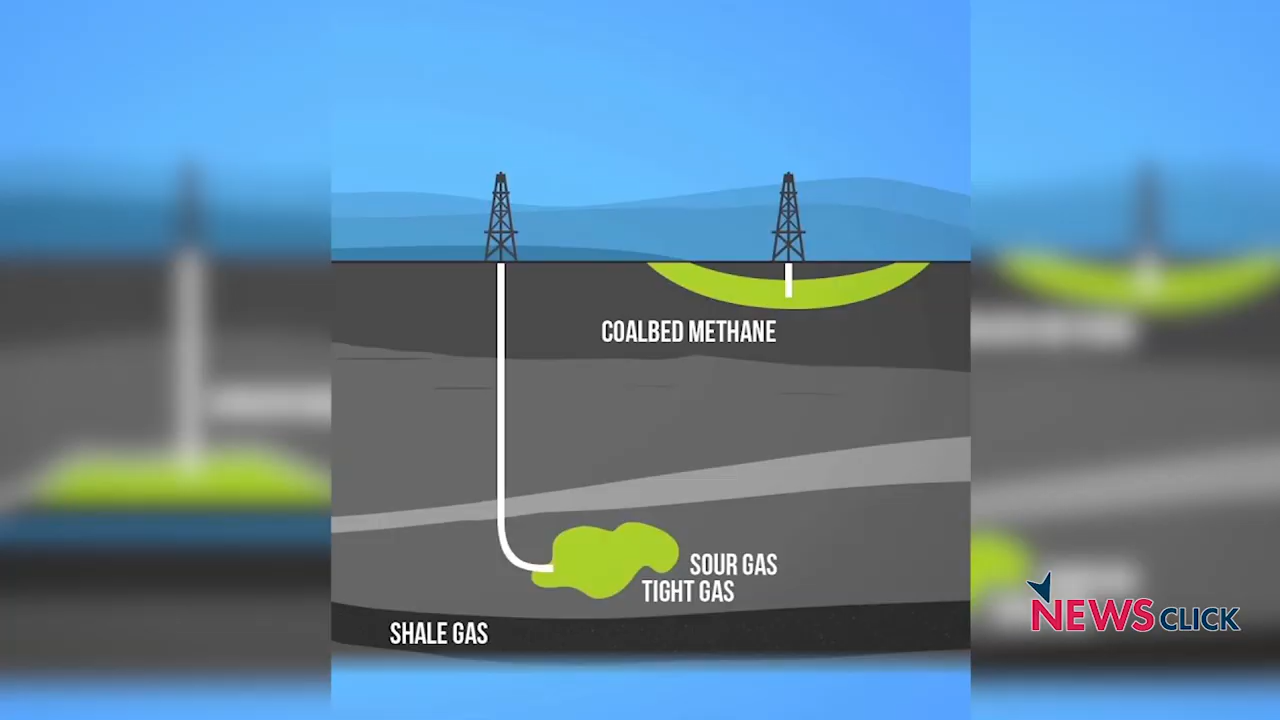 COALBED METHANE
SOUR GAS
TIGHT GAS
SHALE GAS
NEWSCLICK